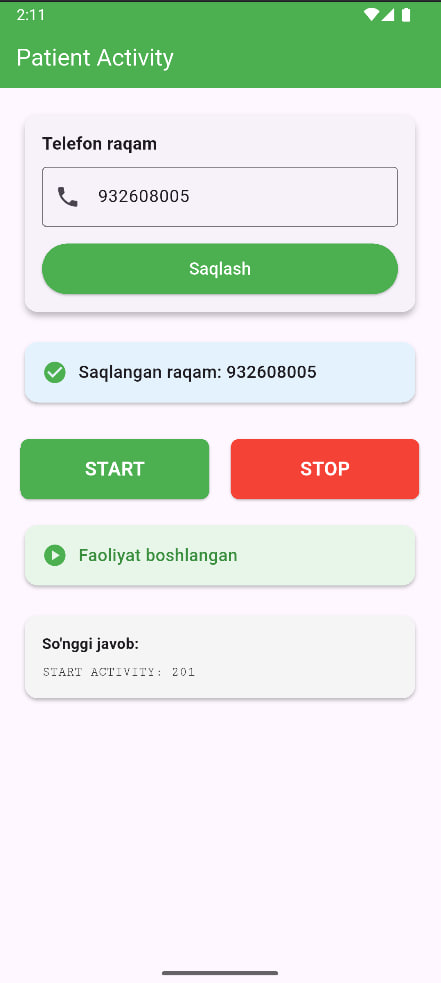 2:11
Patient Activity
Telefon raqam
932608005
Saqlash
Saqlangan raqam: 932608005
START
STOP
Faoliyat boshlangan
So'nggi javob:
START ACTIVITY: 201